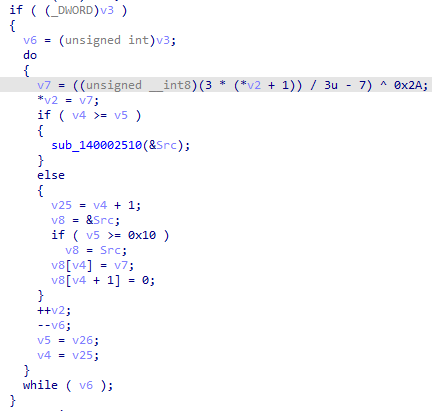 if ( (_DWORD)v3 )
{
v6 = (unsigned int)v3;
do
{
v7 = ((unsigned __int8)(3 * (*v2 + 1)) / 3u - 7) ^ 0x2A;
*v2 = v7;
if ( v4 >= v5 )
{
sub_140002510(&Src);
}
else
{
v25 = v4 + 1;
v8 = &Src;
if ( v5 >= 0x10 )
v8 = Src;
v8[v4] = v7;
v8[v4 + 1] = 0;
}
++v2;
--v6;
v5 = v26;
v4 = v25;
}
while ( v6 );
}